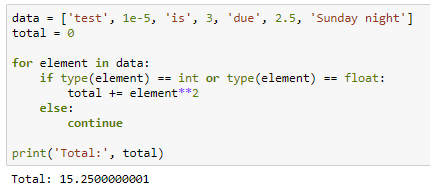 data = ['test', 1e-5, 'is', 3, 'due', 2.5, 'Sunday night']
total = 0

for element in data:
    if type(element) == int or type(element) == float:
        total += element**2
    else:
        continue

print('Total:', total)
Total: 15.2500000001